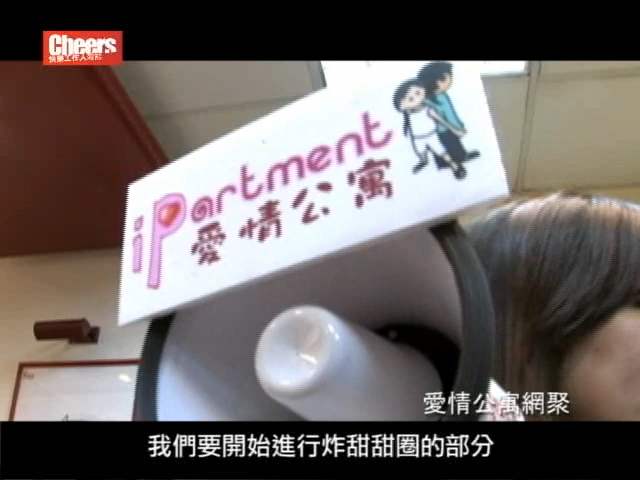 Cheers
快樂工作人雜誌
iPartment
愛情公寓
愛情公寓網聚
我們要開始進行炸甜甜圈的部分